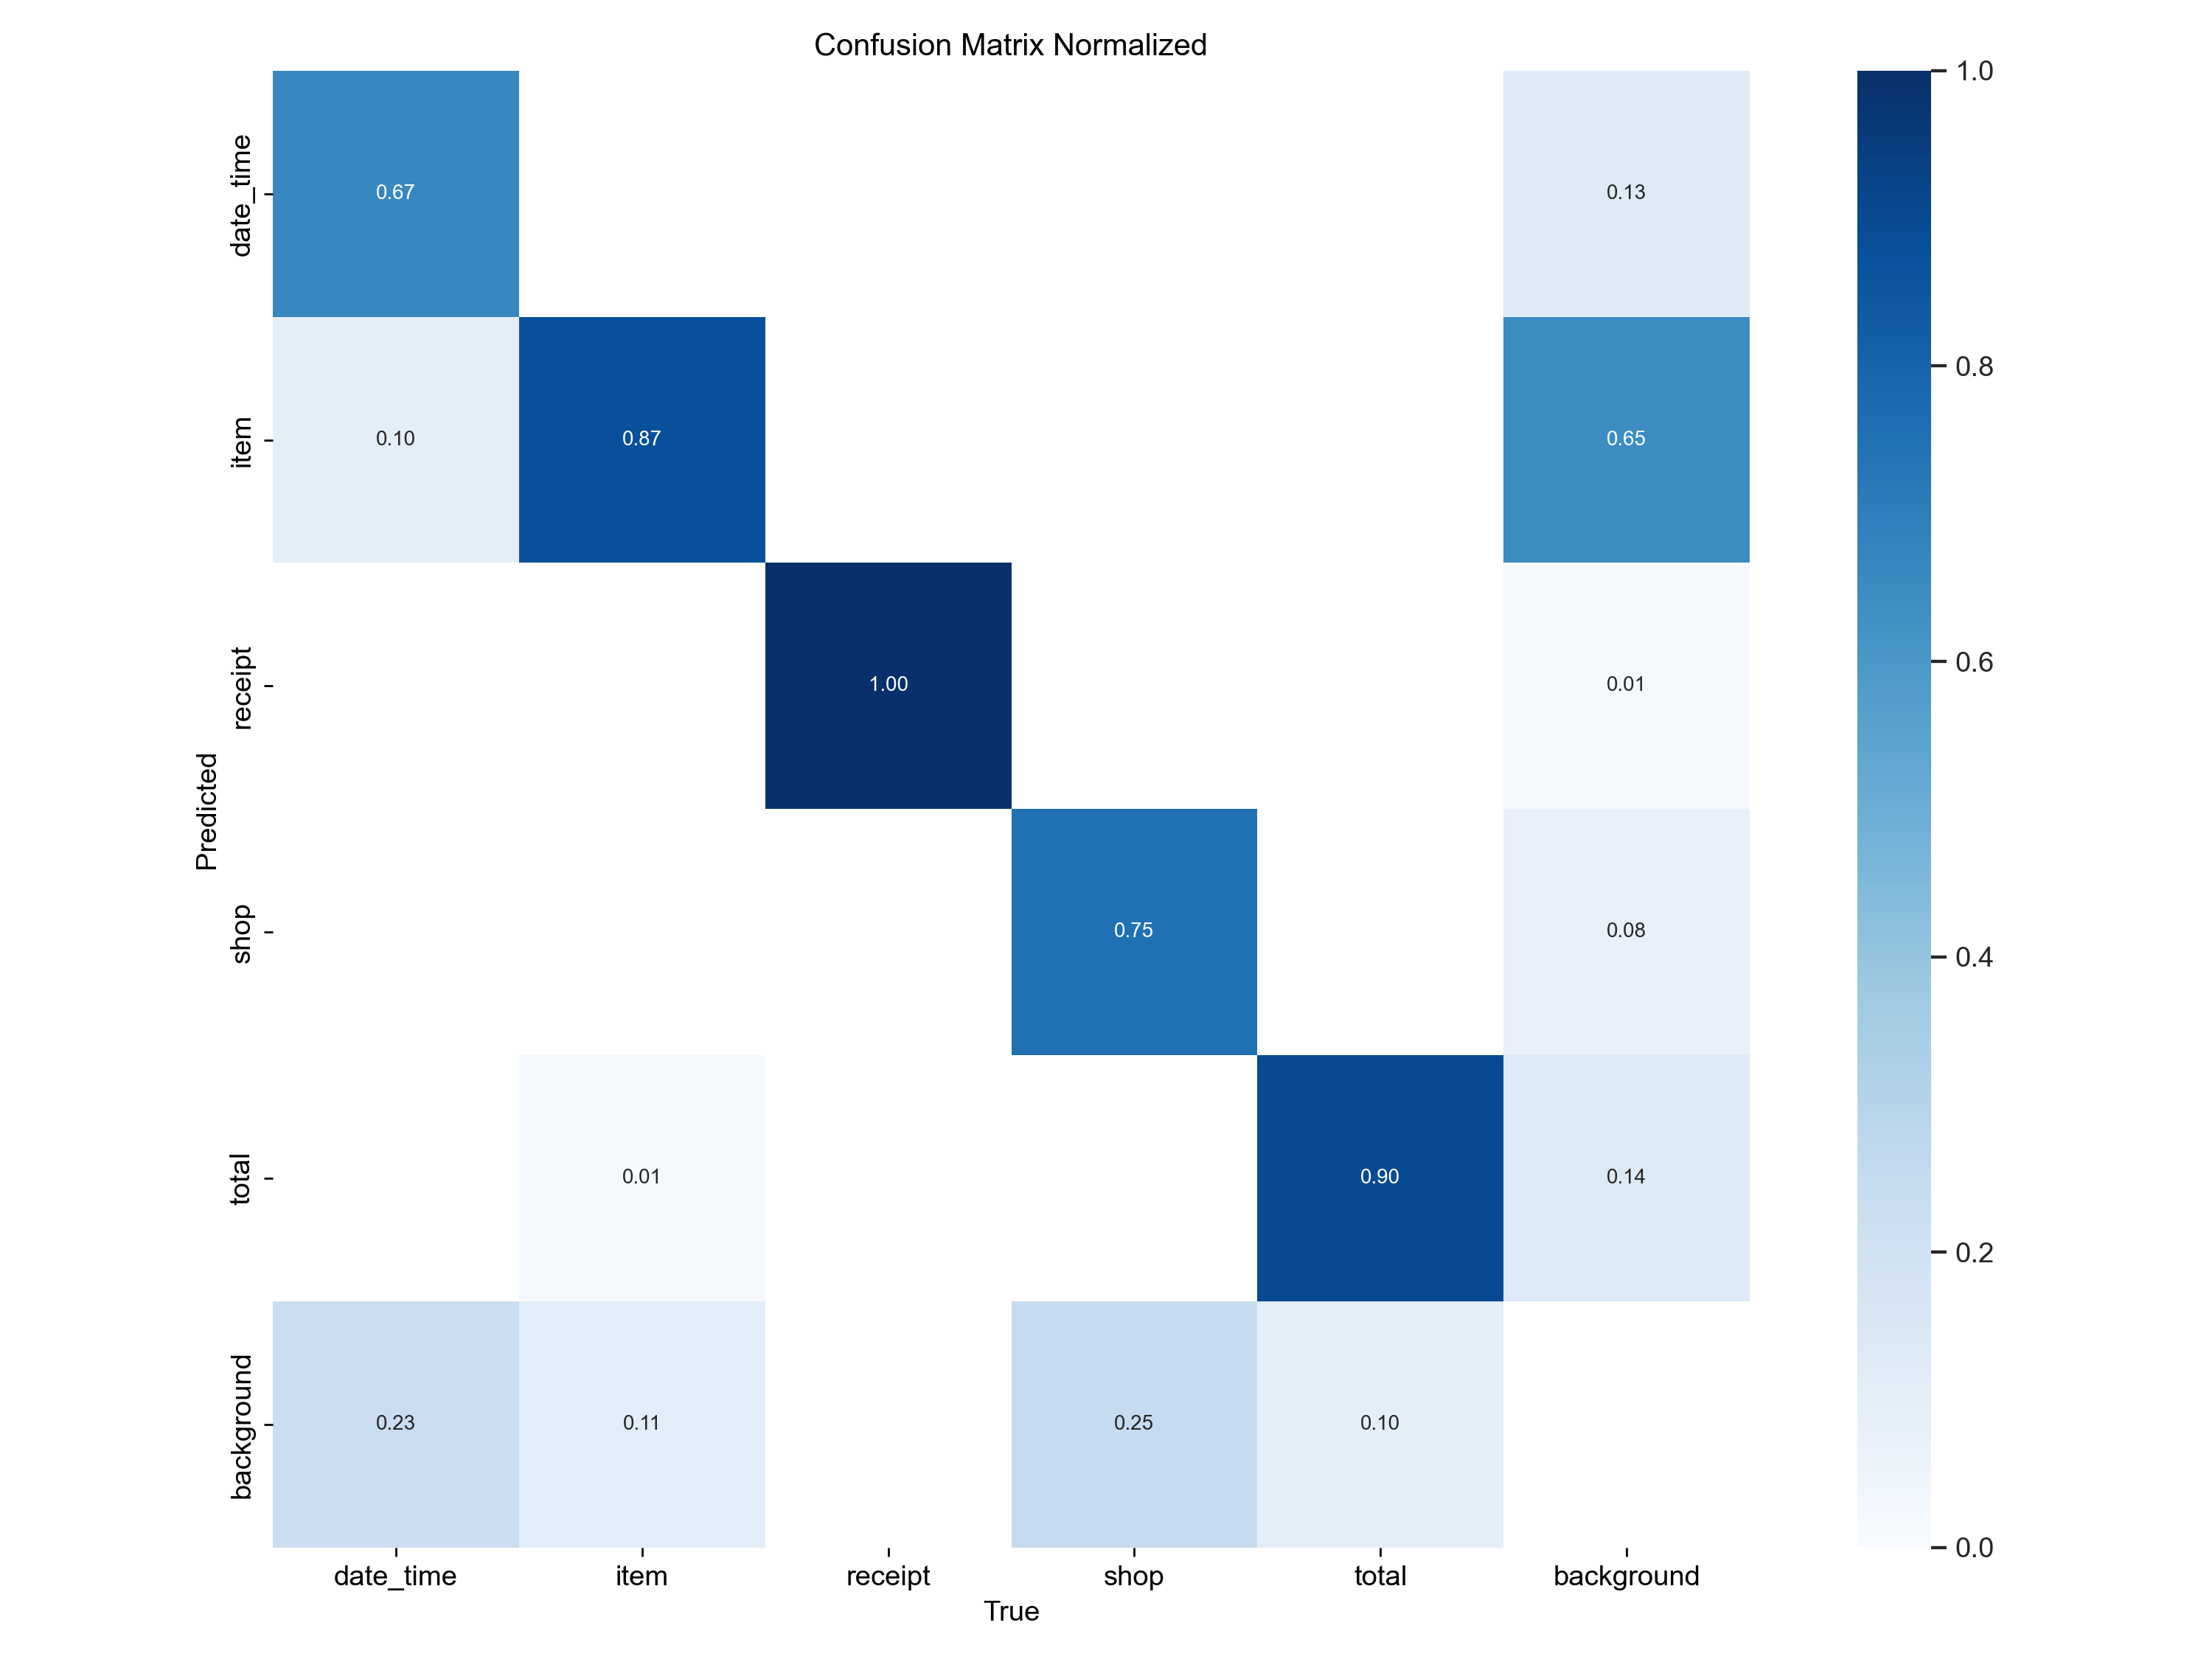 Confusion Matrix Normalized
1.0
date_time
0.67
0.13
0.8
item
0.10
0.87
0.65
0.6
receipt
1.00
0.01
Predicted
shop
0.75
0.08
0.4
total
0.01
0.90
0.14
0.2
background
0.23
0.11
0.25
0.10
0.0
date_time
item
receipt
shop
total
background
True